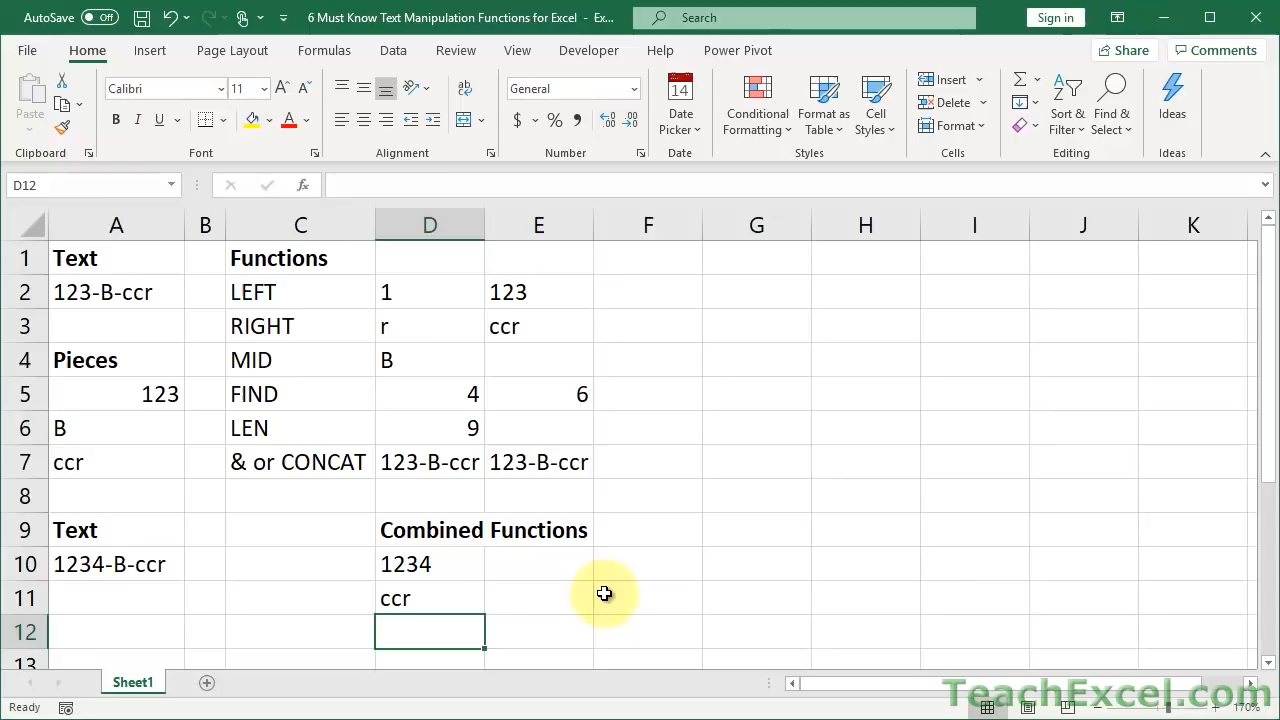 AutoSave Off 6 Must Know Text Manipulation Functions for Excel - Ex... Search Sign in
File Home Insert Page Layout Formulas Data Review View Developer Help Power Pivot Share Comments
Paste Calibri 11 General Date Picker Conditional Formatting Format as Table Cell Styles Insert Delete Format Sort & Filter Find & Select Ideas
Clipboard Font Alignment Number Date Styles Cells Editing Ideas
D12 fx
A B C D E F G H I J K
1 Text Functions
2 123-B-ccr LEFT 1 123
3 RIGHT r ccr
4 Pieces MID B
5 123 FIND 4 6
6 B LEN 9
7 ccr & or CONCAT 123-B-ccr 123-B-ccr
8
9 Text Combined Functions
10 1234-B-ccr 1234
11 ccr
12
13
Sheet1
Ready 170%
TeachExcel.com